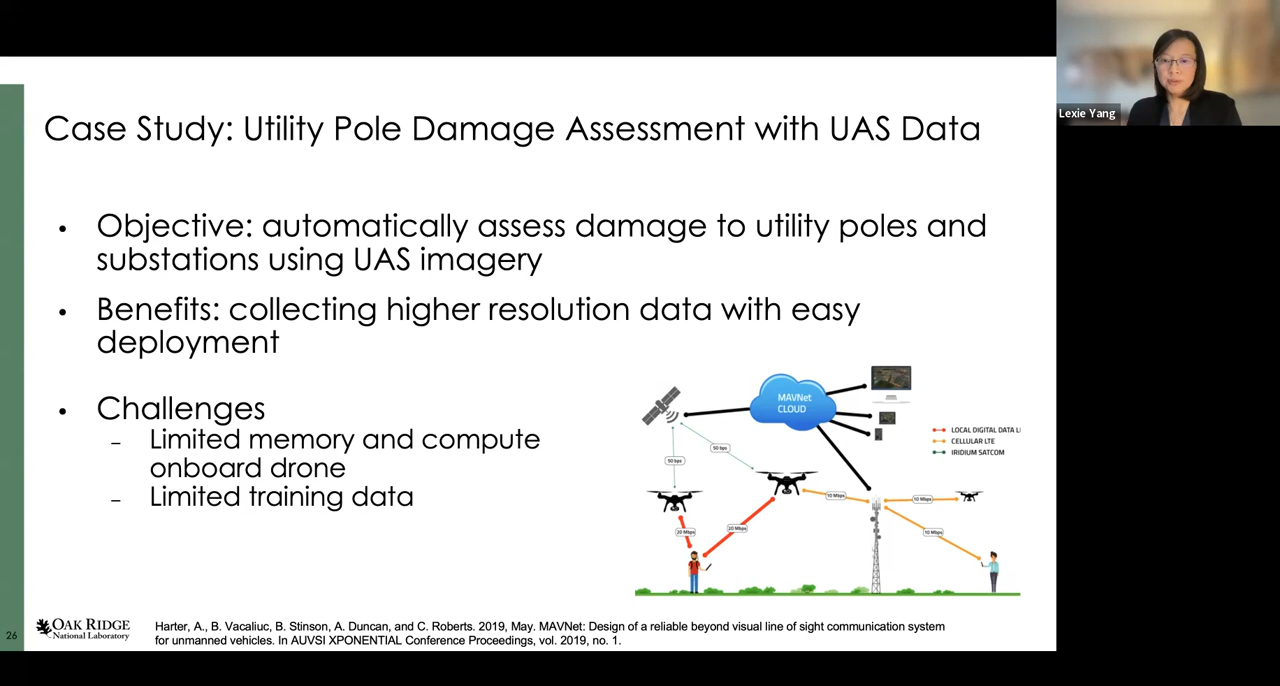 Case Study: Utility Pole Damage Assessment with UAS Data
Lexie Yang
• Objective: automatically assess damage to utility poles and
substations using UAS imagery
• Benefits: collecting higher resolution data with easy
deployment
• Challenges
– Limited memory and compute
onboard drone
– Limited training data
MAVNet
CLOUD
LOCAL DIGITAL DATA LI
CELLULAR LTE
IRIDIUM SATCOM
50 bps
50 bps
10 Mbps
10 Mbps
20 Mbps
20 Mbps
10 Mbps
26
OAK RIDGE
National Laboratory
Harter, A., B. Vacaliuc, B. Stinson, A. Duncan, and C. Roberts. 2019, May. MAVNet: Design of a reliable beyond visual line of sight communication system
for unmanned vehicles. In AUVSI XPONENTIAL Conference Proceedings, vol. 2019, no. 1.